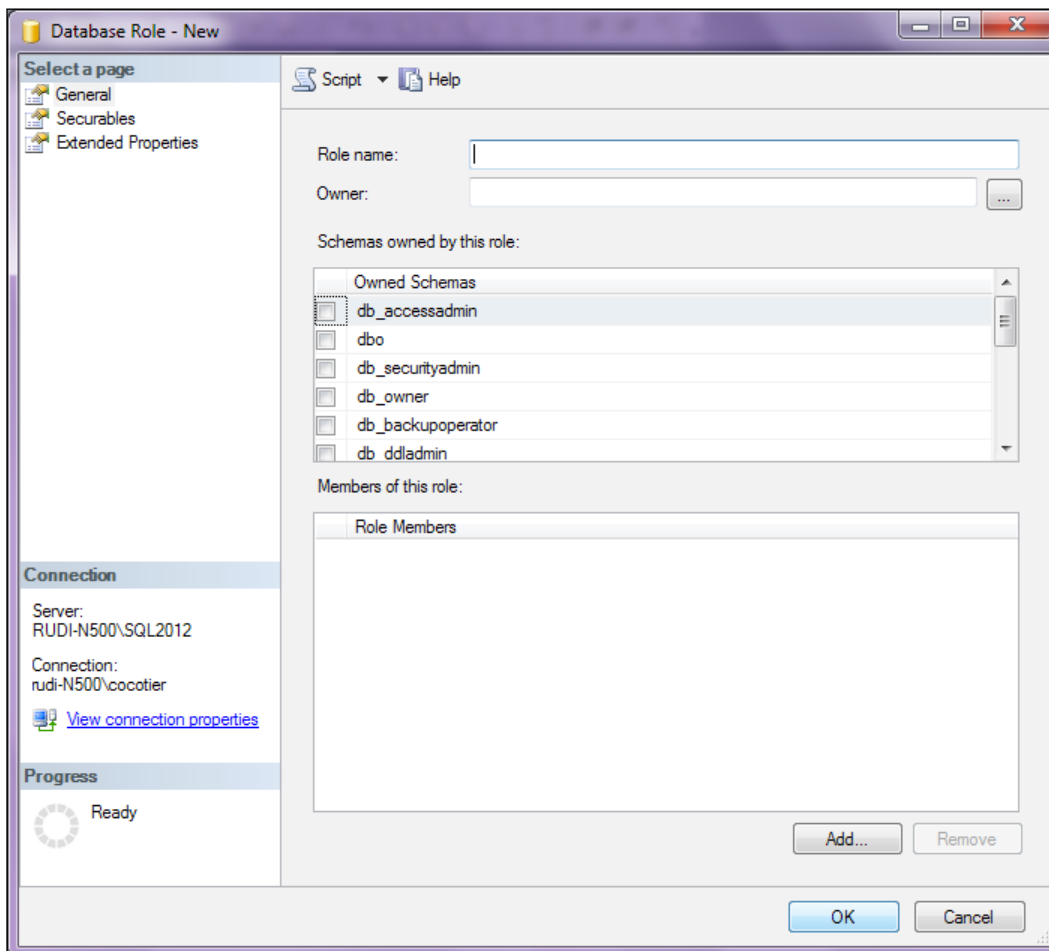 Database Role - New
X
Select a page
General
Securables
Extended Properties
Script
Help
Role name:
Owner:
...
Schemas owned by this role:
Owned Schemas
db_accessadmin
dbo
db_securityadmin
db_owner
db_backupoperator
db_ddladmin
Members of this role:
Role Members
Connection
Server:
RUDI-N500\SQL2012
Connection:
rudi-N500\cocotier
View connection properties
Progress
Ready
Add...
Remove
OK
Cancel